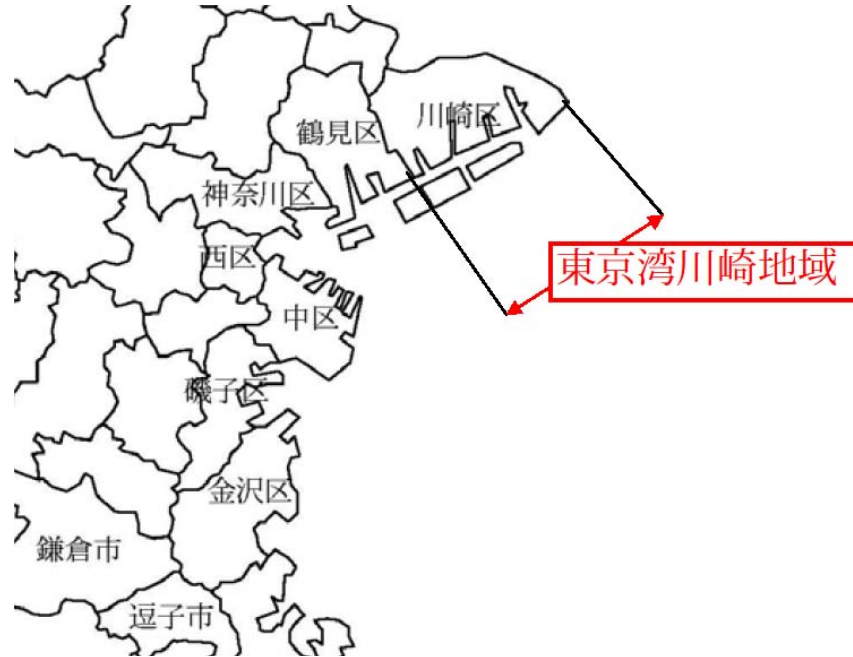 川崎区
鶴見区
神奈川区
西区
東京湾川崎地域
中区
磯子区
金沢区
鎌倉市
逗子市